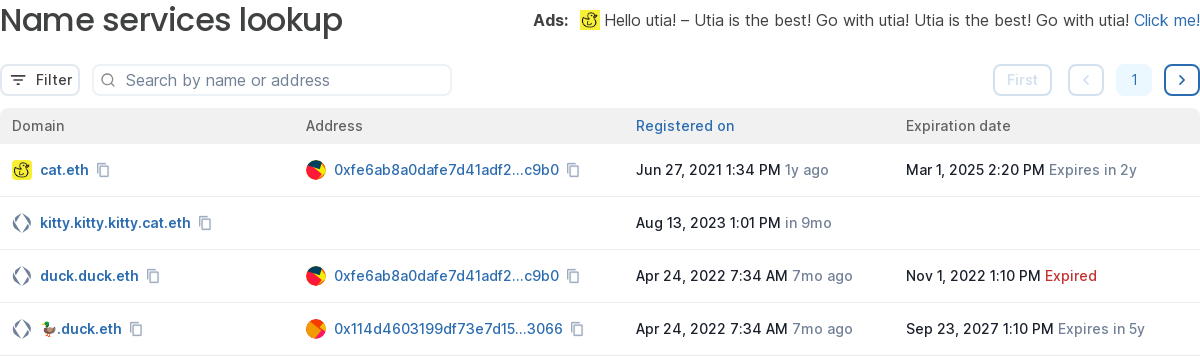 Name services lookup
Ads: Hello utia! – Utia is the best! Go with utia! Utia is the best! Go with utia! Click me!
Filter Search by name or address First 1
Domain Address Registered on Expiration date
cat.eth 0xfe6ab8a0dafe7d41adf2...c9b0 Jun 27, 2021 1:34 PM 1y ago Mar 1, 2025 2:20 PM Expires in 2y
kitty.kitty.kitty.cat.eth Aug 13, 2023 1:01 PM in 9mo
duck.duck.eth 0xfe6ab8a0dafe7d41adf2...c9b0 Apr 24, 2022 7:34 AM 7mo ago Nov 1, 2022 1:10 PM Expired
🦆.duck.eth 0x114d4603199df73e7d15...3066 Apr 24, 2022 7:34 AM 7mo ago Sep 23, 2027 1:10 PM Expires in 5y